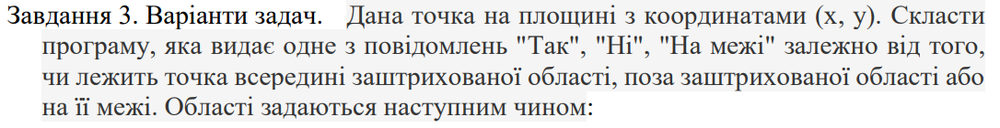 Завдання 3. Варіанти задач. Дана точка на площині з координатами (x, y). Скласти
програму, яка видає одне з повідомлень "Так", "Ні", "На межі" залежно від того,
чи лежить точка всередині заштрихованої області, поза заштрихованої області або
на її межі. Області задаються наступним чином: